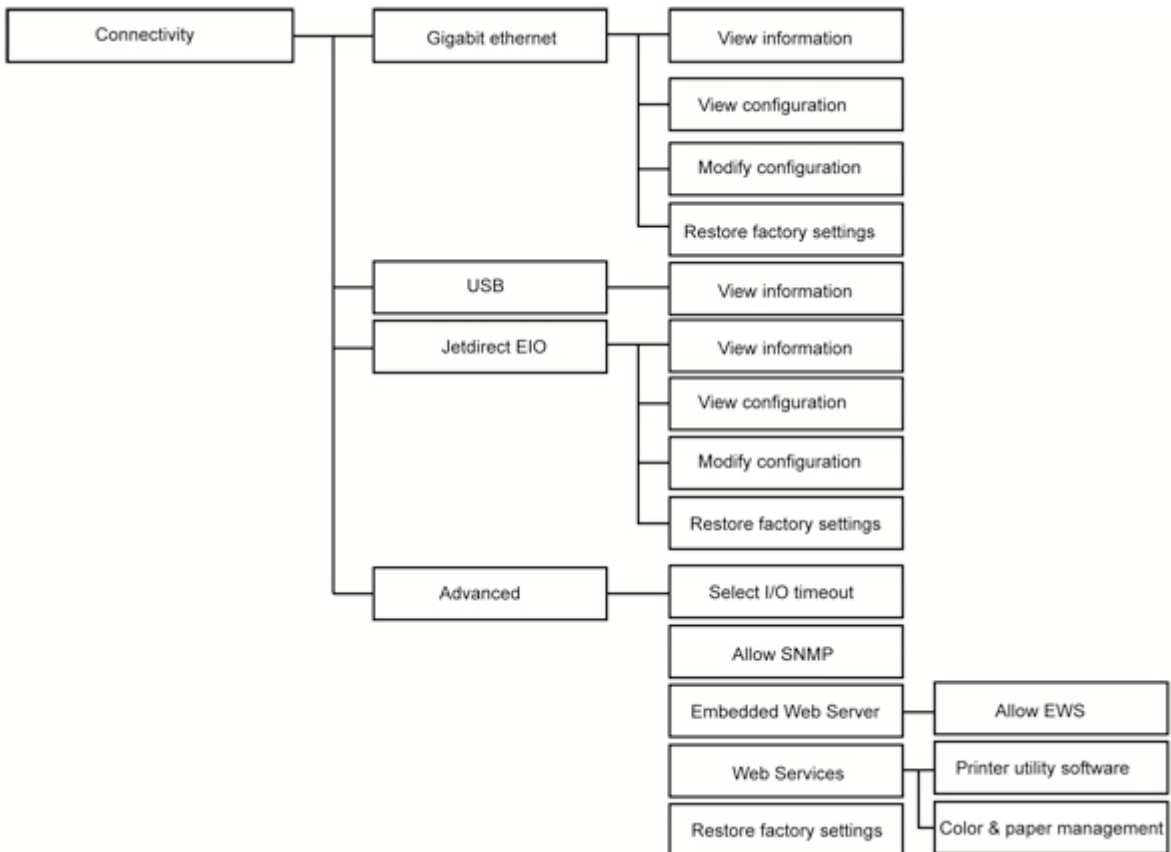 Connectivity
Gigabit ethernet
View information
View configuration
Modify configuration
Restore factory settings
USB
View information
Jetdirect EIO
View information
View configuration
Modify configuration
Restore factory settings
Advanced
Select I/O timeout
Allow SNMP
Embedded Web Server
Allow EWS
Web Services
Printer utility software
Color & paper management
Restore factory settings